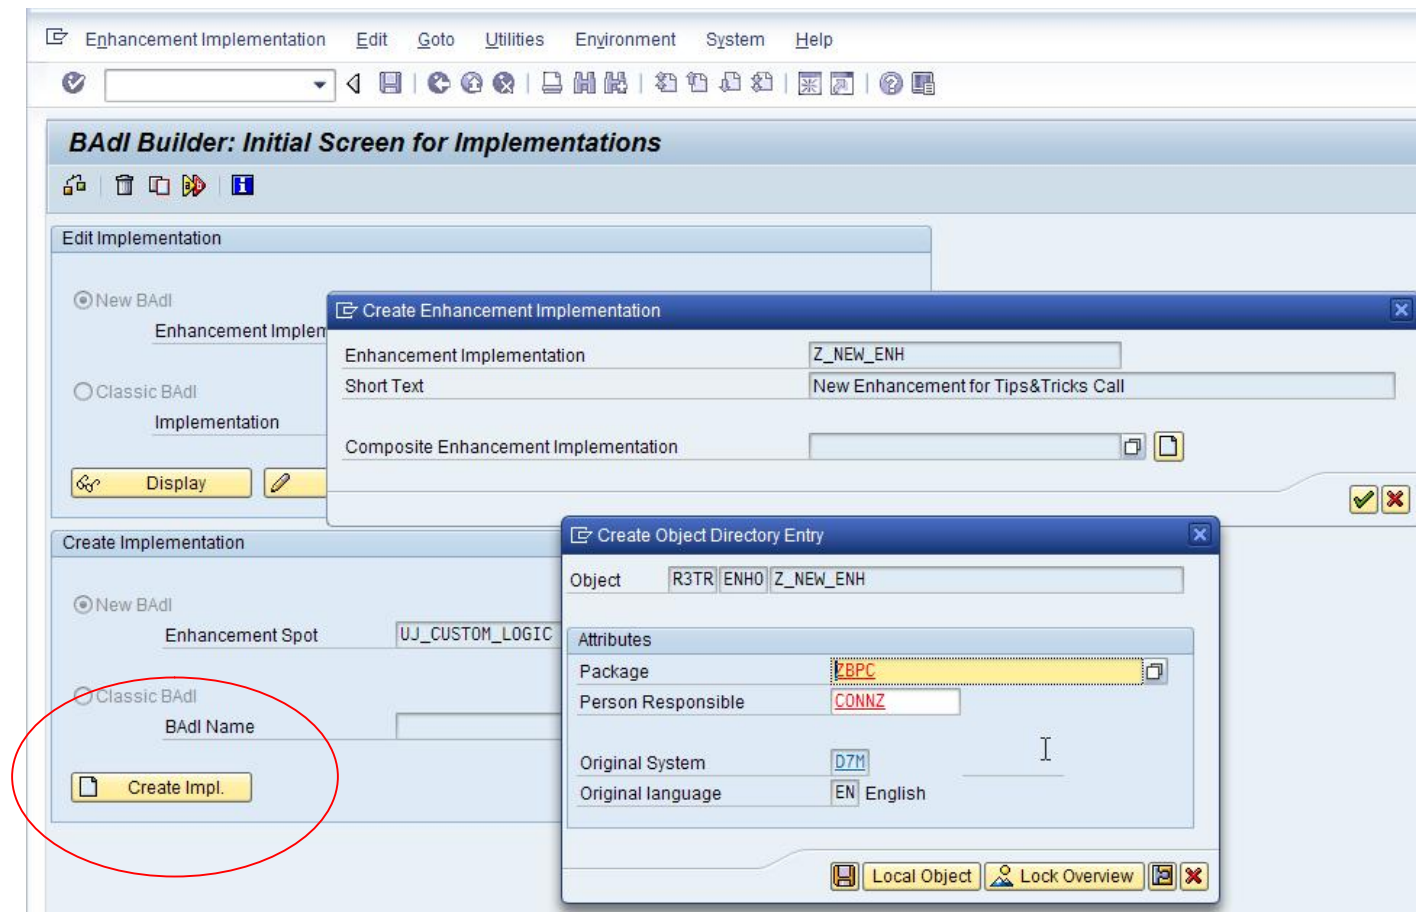 Enhancement Implementation Edit Goto Utilities Environment System Help
BAdI Builder: Initial Screen for Implementations
Edit Implementation
New BAdI
Enhancement Implem
Classic BAdI
Implementation
Display
Create Enhancement Implementation
Enhancement Implementation Z_NEW_ENH
Short Text New Enhancement for Tips&Tricks Call
Composite Enhancement Implementation
Create Implementation
New BAdI
Enhancement Spot UJ_CUSTOM_LOGIC
Classic BAdI
BAdI Name
Create Impl.
Create Object Directory Entry
Object R3TR ENHO Z_NEW_ENH
Attributes
Package ZBPC
Person Responsible CONNZ
Original System D7M
Original language EN English
Local Object Lock Overview